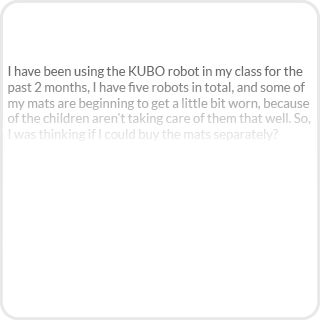 I have been using the KUBO robot in my class for the
past 2 months, I have five robots in total, and some of
my mats are beginning to get a little bit worn, because
of the children aren't taking care of them that well. So,
I was thinking if I could buy the mats separately?